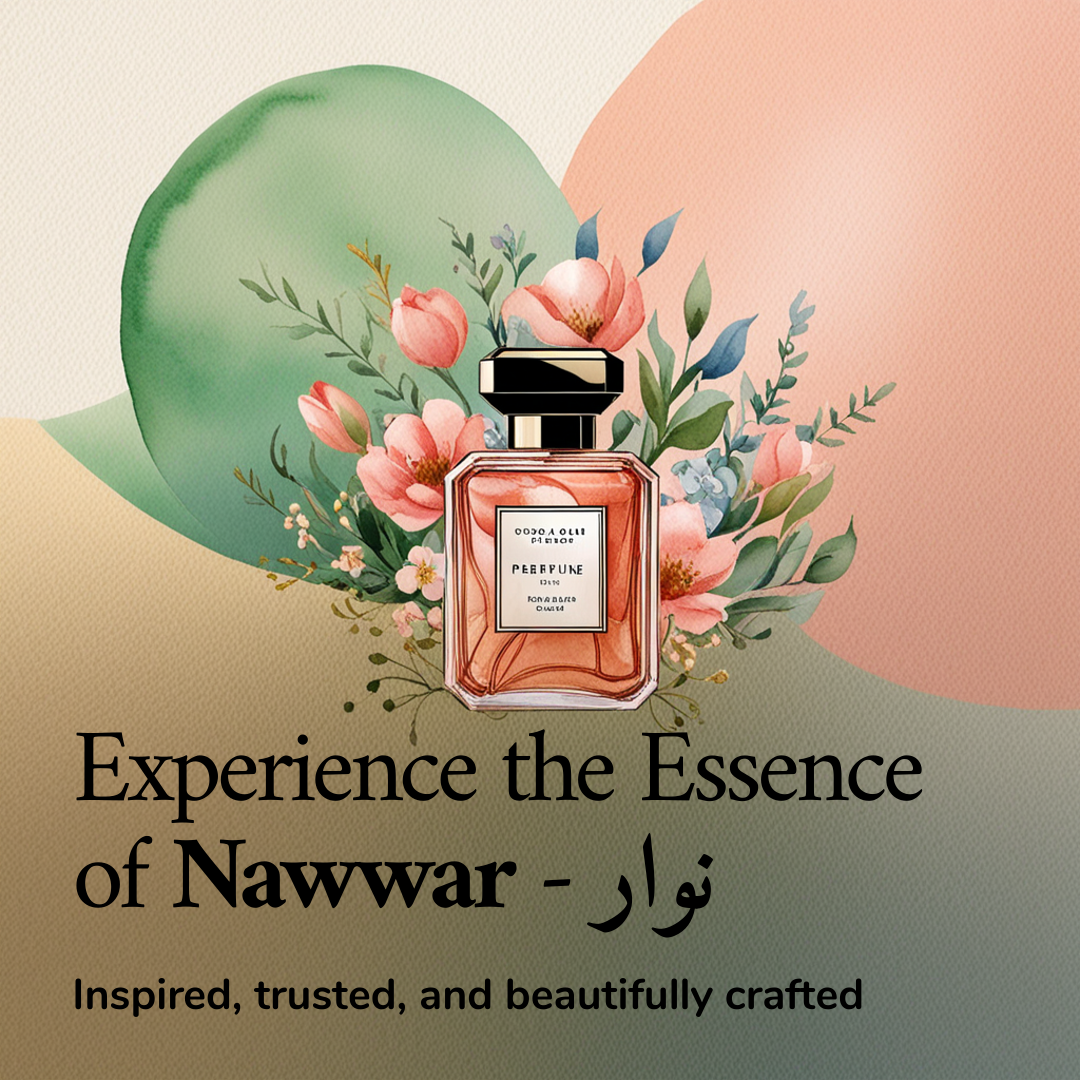 PERFUME
Experience the Essence
of Nawwar - نوار
Inspired, trusted, and beautifully crafted